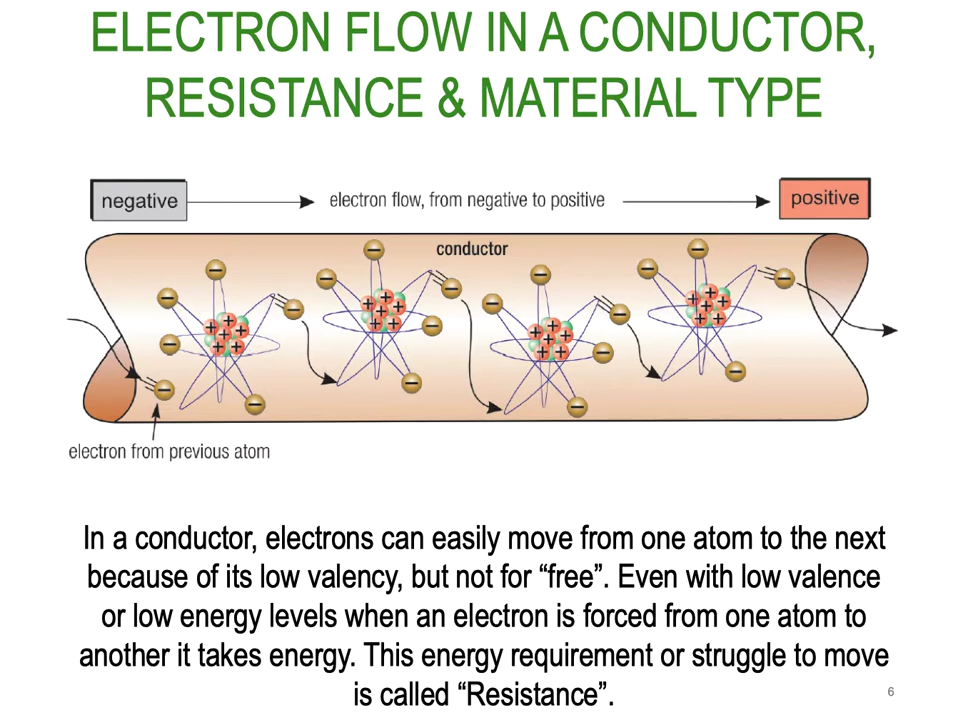 ELECTRON FLOW IN A CONDUCTOR,
RESISTANCE & MATERIAL TYPE
negative
electron flow, from negative to positive
positive
conductor
electron from previous atom
In a conductor, electrons can easily move from one atom to the next
because of its low valency, but not for “free”. Even with low valence
or low energy levels when an electron is forced from one atom to
another it takes energy. This energy requirement or struggle to move
is called “Resistance”.
6